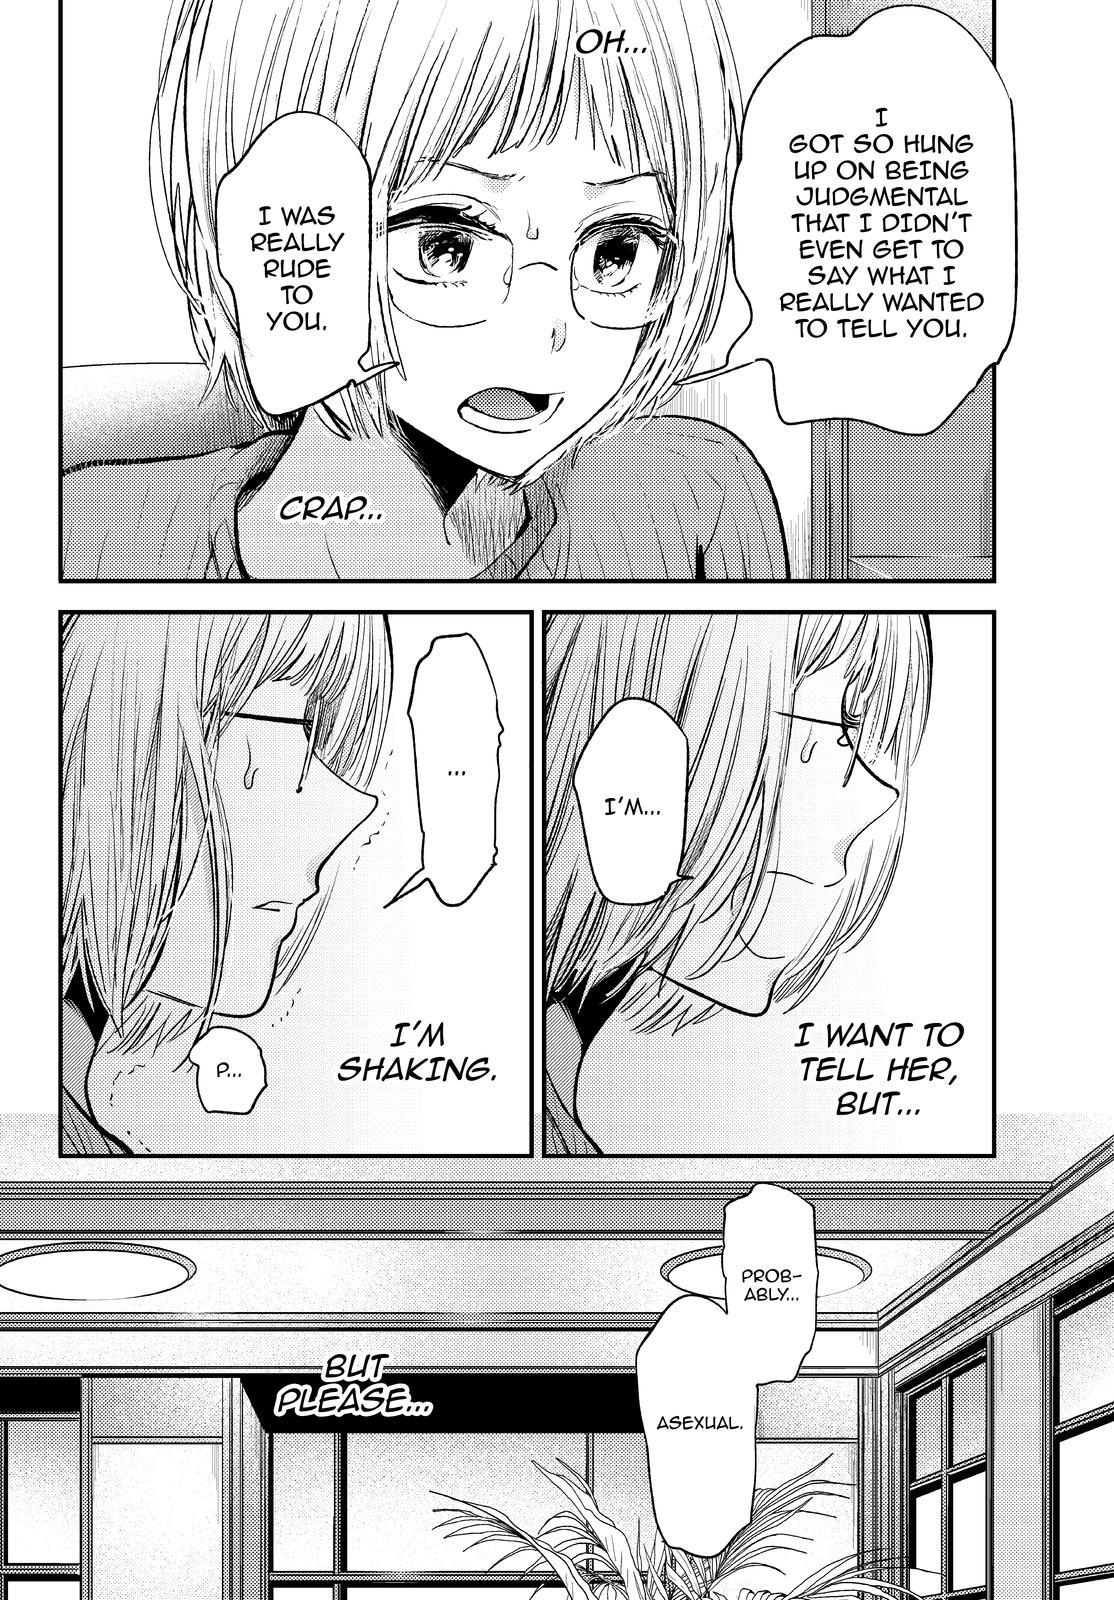 OH...
I
GOT SO HUNG
UP ON BEING
JUDGMENTAL
THAT I DIDN'T
EVEN GET TO
SAY WHAT I
REALLY WANTED
TO TELL YOU.
I WAS
REALLY
RUDE
TO
YOU.
CRAP...
I'M...
I WANT TO
TELL HER,
BUT...
...
I'M
SHAKING.
P...
PROB-
ABLY...
ASEXUAL.
BUT
PLEASE...